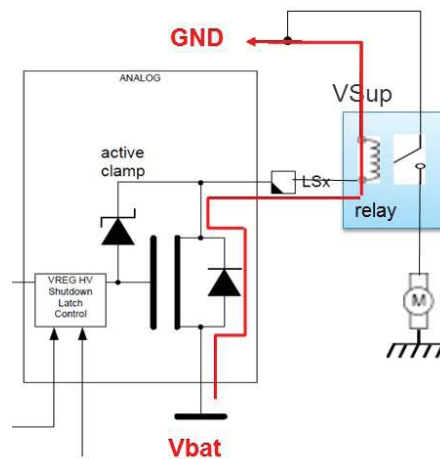 GND
ANALOG
VSup
active
clamp
LSx
relay
VREG HV
Shutdown
Latch
Control
M
Vbat